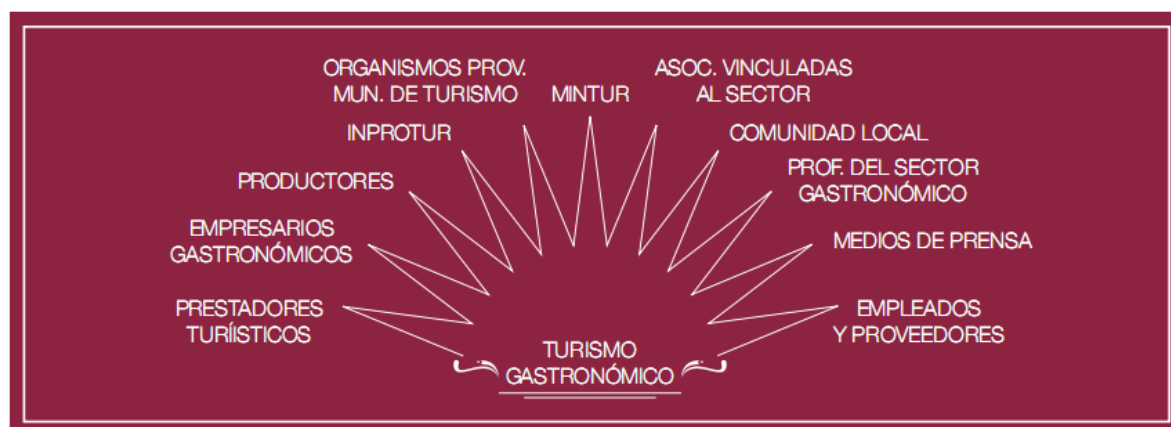 ORGANISMOS PROV.
MUN. DE TURISMO
MINTUR
ASOC. VINCULADAS
AL SECTOR
INPROTUR
COMUNIDAD LOCAL
PRODUCTORES
PROF. DEL SECTOR
GASTRONÓMICO
EMPRESARIOS
GASTRONÓMICOS
MEDIOS DE PRENSA
PRESTADORES
TURÍISTICOS
EMPLEADOS
Y PROVEEDORES
TURISMO
GASTRONÓMICO